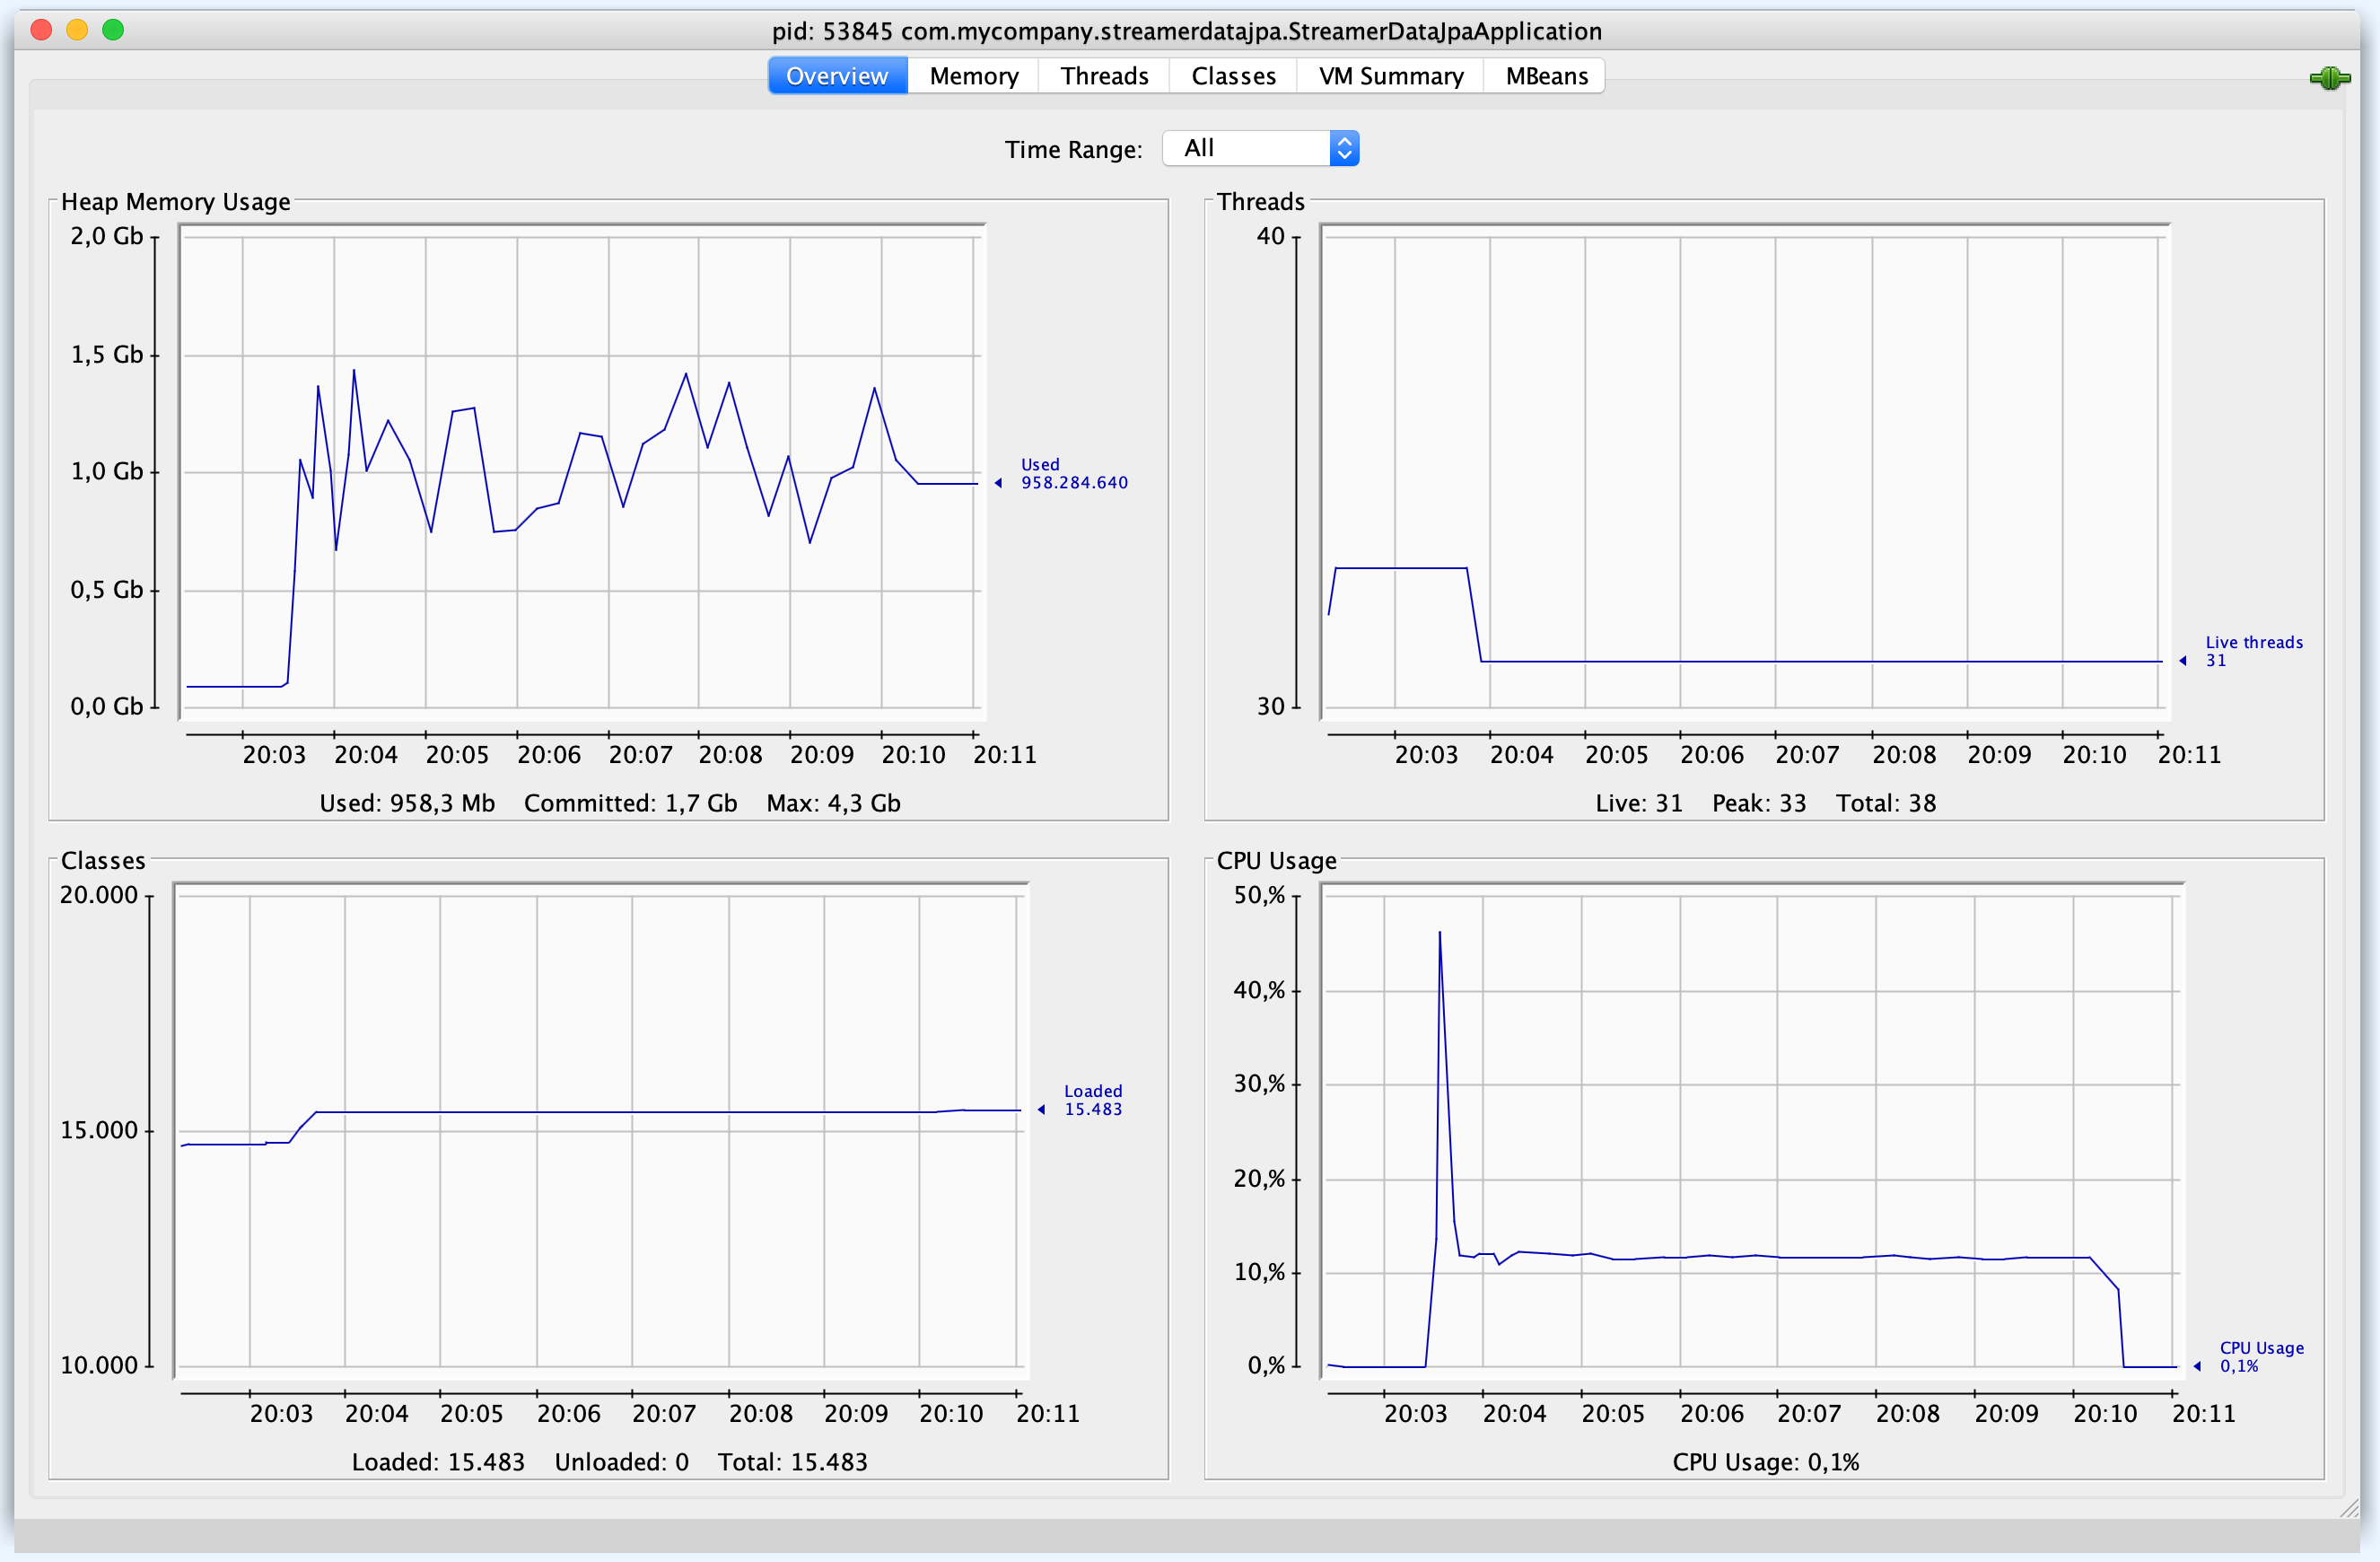 pid: 53845 com.mycompany.streamerdatajpa.StreamerDataJpaApplication
Overview Memory Threads Classes VM Summary MBeans
Time Range: All
Heap Memory Usage
2,0 Gb
1,5 Gb
1,0 Gb
0,5 Gb
0,0 Gb
Used
958.284.640
20:03 20:04 20:05 20:06 20:07 20:08 20:09 20:10 20:11
Used: 958,3 Mb Committed: 1,7 Gb Max: 4,3 Gb
Threads
40
30
Live threads
31
20:03 20:04 20:05 20:06 20:07 20:08 20:09 20:10 20:11
Live: 31 Peak: 33 Total: 38
Classes
20.000
15.000
10.000
Loaded
15.483
20:03 20:04 20:05 20:06 20:07 20:08 20:09 20:10 20:11
Loaded: 15.483 Unloaded: 0 Total: 15.483
CPU Usage
50,%
40,%
30,%
20,%
10,%
0,%
CPU Usage
0,1%
20:03 20:04 20:05 20:06 20:07 20:08 20:09 20:10 20:11
CPU Usage: 0,1%